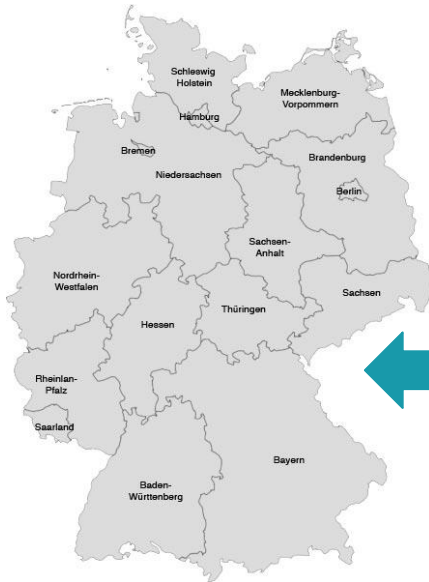 Schleswig
Holstein
Mecklenburg-
Vorpommern
Hamburg
Bremen
Brandenburg
Niedersachsen
Berlin
Sachsen-
Anhalt
Nordrhein-
Westfalen
Sachsen
Thüringen
Hessen
Rheinlan-
Pfalz
Saarland
Bayern
Baden-
Württenberg